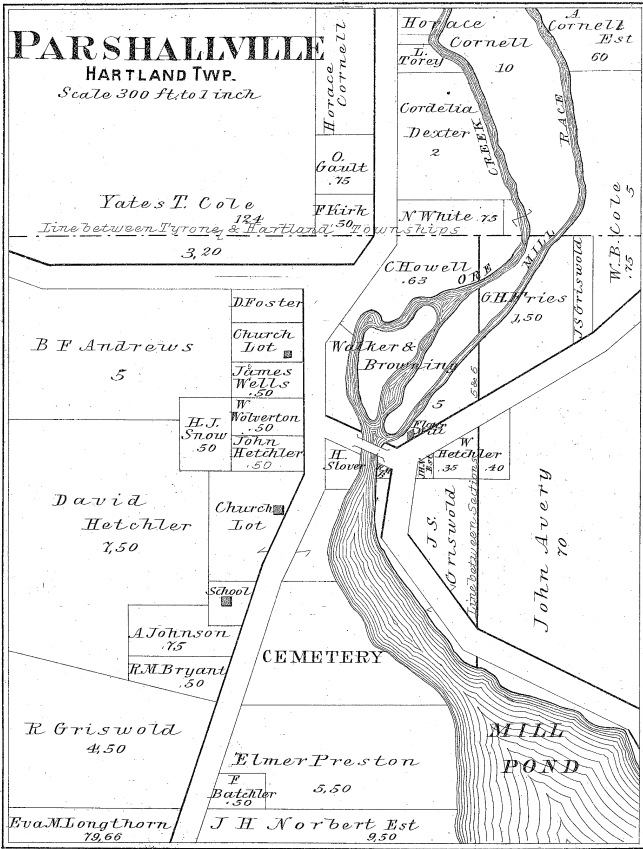 PARSHALLVILLE
HARTLAND TWP.
Scale 300 ft. to 1 inch
Horace Cornell
O. Gault
.75
F Kirk
.50
Yates T. Cole
124
Line between Tyrone & Hartland Townships
3,20
Horace
Cornell
10
L. Torey
Cordelia
Dexter
2
CREEK
N White .75
A. Cornell
Est
60
RACE
MILL
ORE
W. B. Cole
.75
5
J S Griswold
C. Howell
.63
G.H. Fries
1,50
D. Foster
Church
Lot
James
Wells
.50
W
Wolverton
.50
John
Hetchler
.50
H. J.
Snow
50
B F Andrews
5
Walker &
Browning
5
5 & 6
H.
Slover
W
Hetchler
.35 .40
David
Hetchler
7,50
Church
Lot
J. S.
Griswold
Line between Sections
John Avery
70
School
A Johnson
.75
R.M. Bryant
.50
CEMETERY
R Griswold
4,50
Elmer Preston
5,50
F
Batchler
.50
MILL
POND
Eva M. Longthorn
79,66
J H Norbert Est
9,50